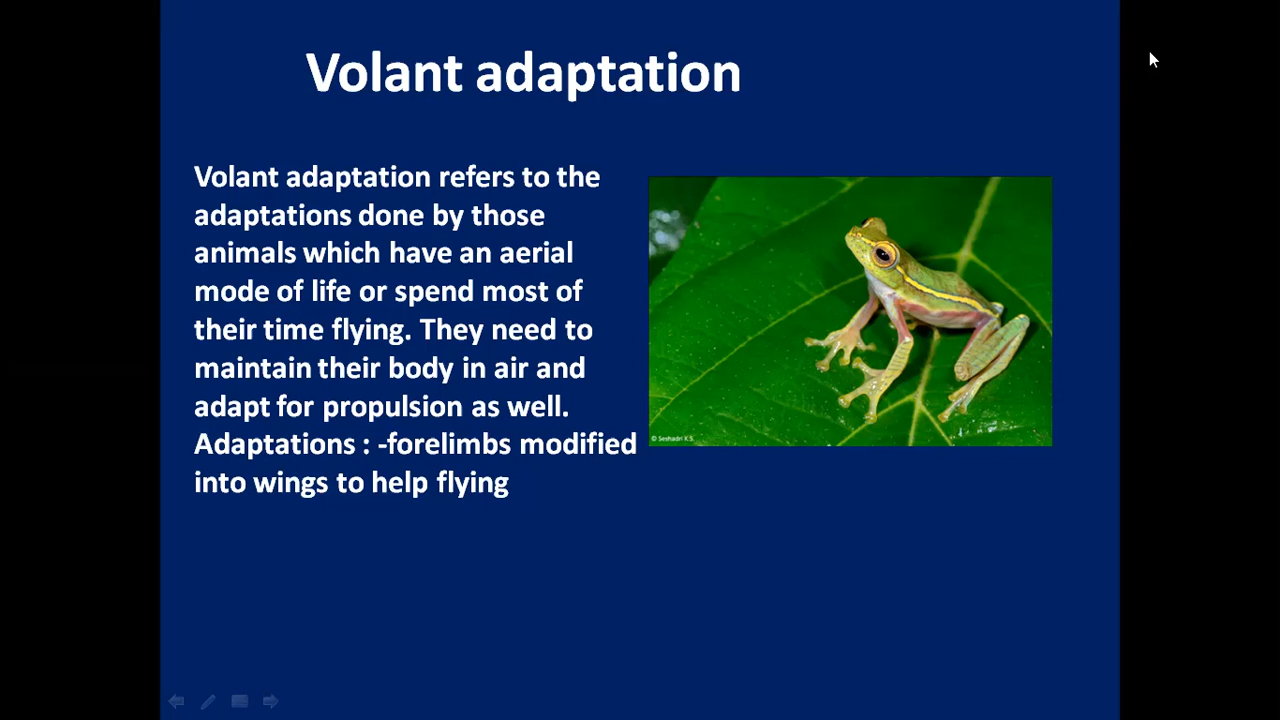 Volant adaptation
Volant adaptation refers to the
adaptations done by those
animals which have an aerial
mode of life or spend most of
their time flying. They need to
maintain their body in air and
adapt for propulsion as well.
Adaptations : -forelimbs modified
into wings to help flying
© Seshadri K.S.